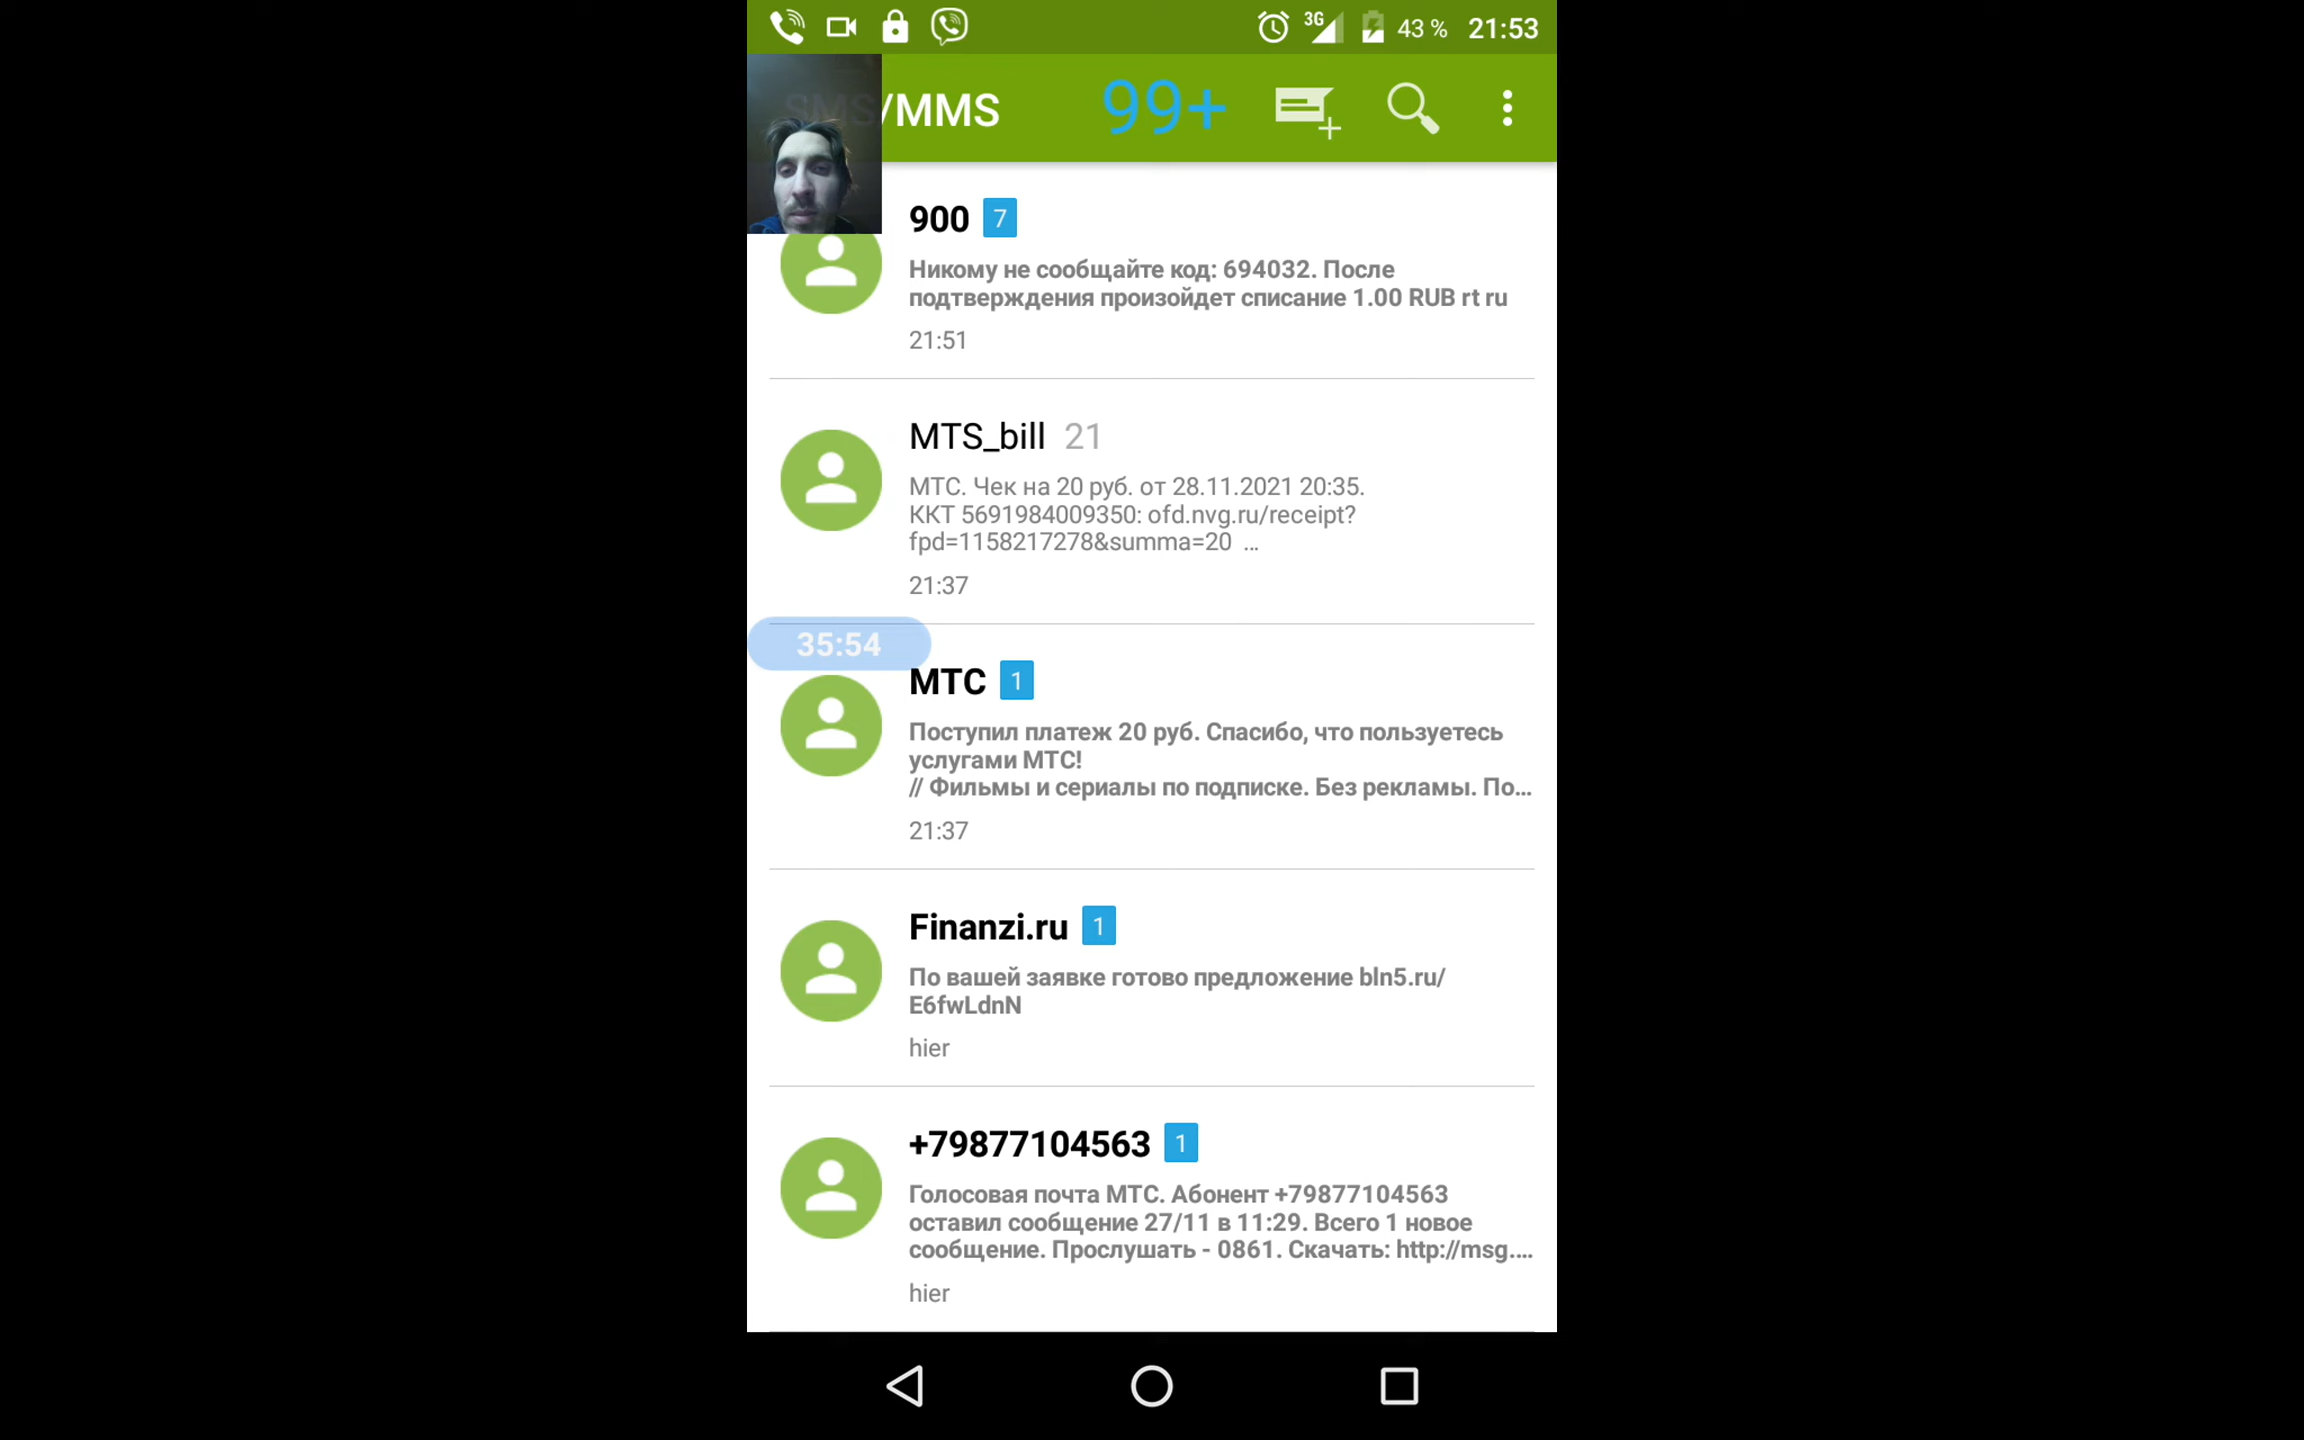 3G 43 % 21:53
SMS/MMS 99+
900 7
Никому не сообщайте код: 694032. После
подтверждения произойдет списание 1.00 RUB rt ru
21:51
MTS_bill 21
МТС. Чек на 20 руб. от 28.11.2021 20:35.
ККТ 5691984009350: ofd.nvg.ru/receipt?
fpd=1158217278&summa=20 ...
21:37
35:54
МТС 1
Поступил платеж 20 руб. Спасибо, что пользуетесь
услугами МТС!
// Фильмы и сериалы по подписке. Без рекламы. По...
21:37
Finanzi.ru 1
По вашей заявке готово предложение bln5.ru/
E6fwLdnN
hier
+79877104563 1
Голосовая почта МТС. Абонент +79877104563
оставил сообщение 27/11 в 11:29. Всего 1 новое
сообщение. Прослушать - 0861. Скачать: http://msg....
hier